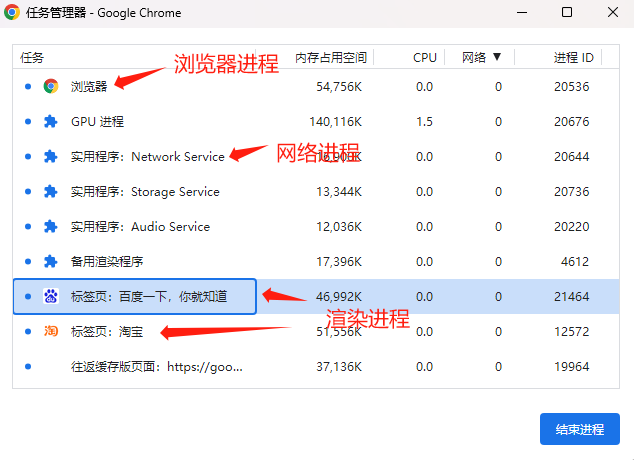 任务管理器 - Google Chrome
任务 内存占用空间 CPU 网络 ▼ 进程 ID
浏览器进程
浏览器 54,756K 0.0 0 20536
GPU 进程 140,116K 1.5 0 20676
网络进程
实用程序：Network Service 0.0 0 20644
实用程序：Storage Service 13,344K 0.0 0 20736
实用程序：Audio Service 12,036K 0.0 0 20220
备用渲染程序 17,396K 0.0 0 4612
标签页：百度一下，你就知道 46,992K 0.0 0 21464
渲染进程
淘 标签页：淘宝 51,556K 0.0 0 12572
往返缓存版页面：https://goo... 37,136K 0.0 0 19964
结束进程